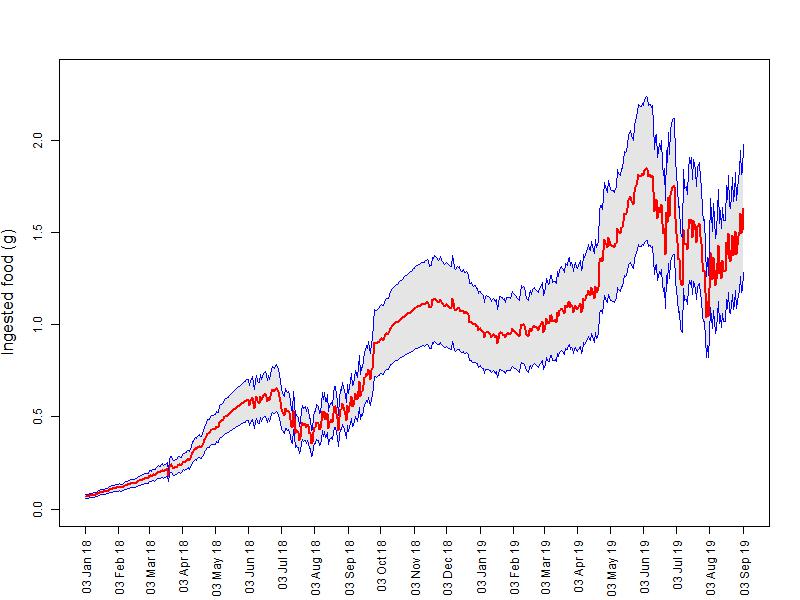 Ingested food (g)
2.0
1.5
1.0
0.5
0.0
03 Jan 18
03 Feb 18
03 Mar 18
03 Apr 18
03 May 18
03 Jun 18
03 Jul 18
03 Aug 18
03 Sep 18
03 Oct 18
03 Nov 18
03 Dec 18
03 Jan 19
03 Feb 19
03 Mar 19
03 Apr 19
03 May 19
03 Jun 19
03 Jul 19
03 Aug 19
03 Sep 19